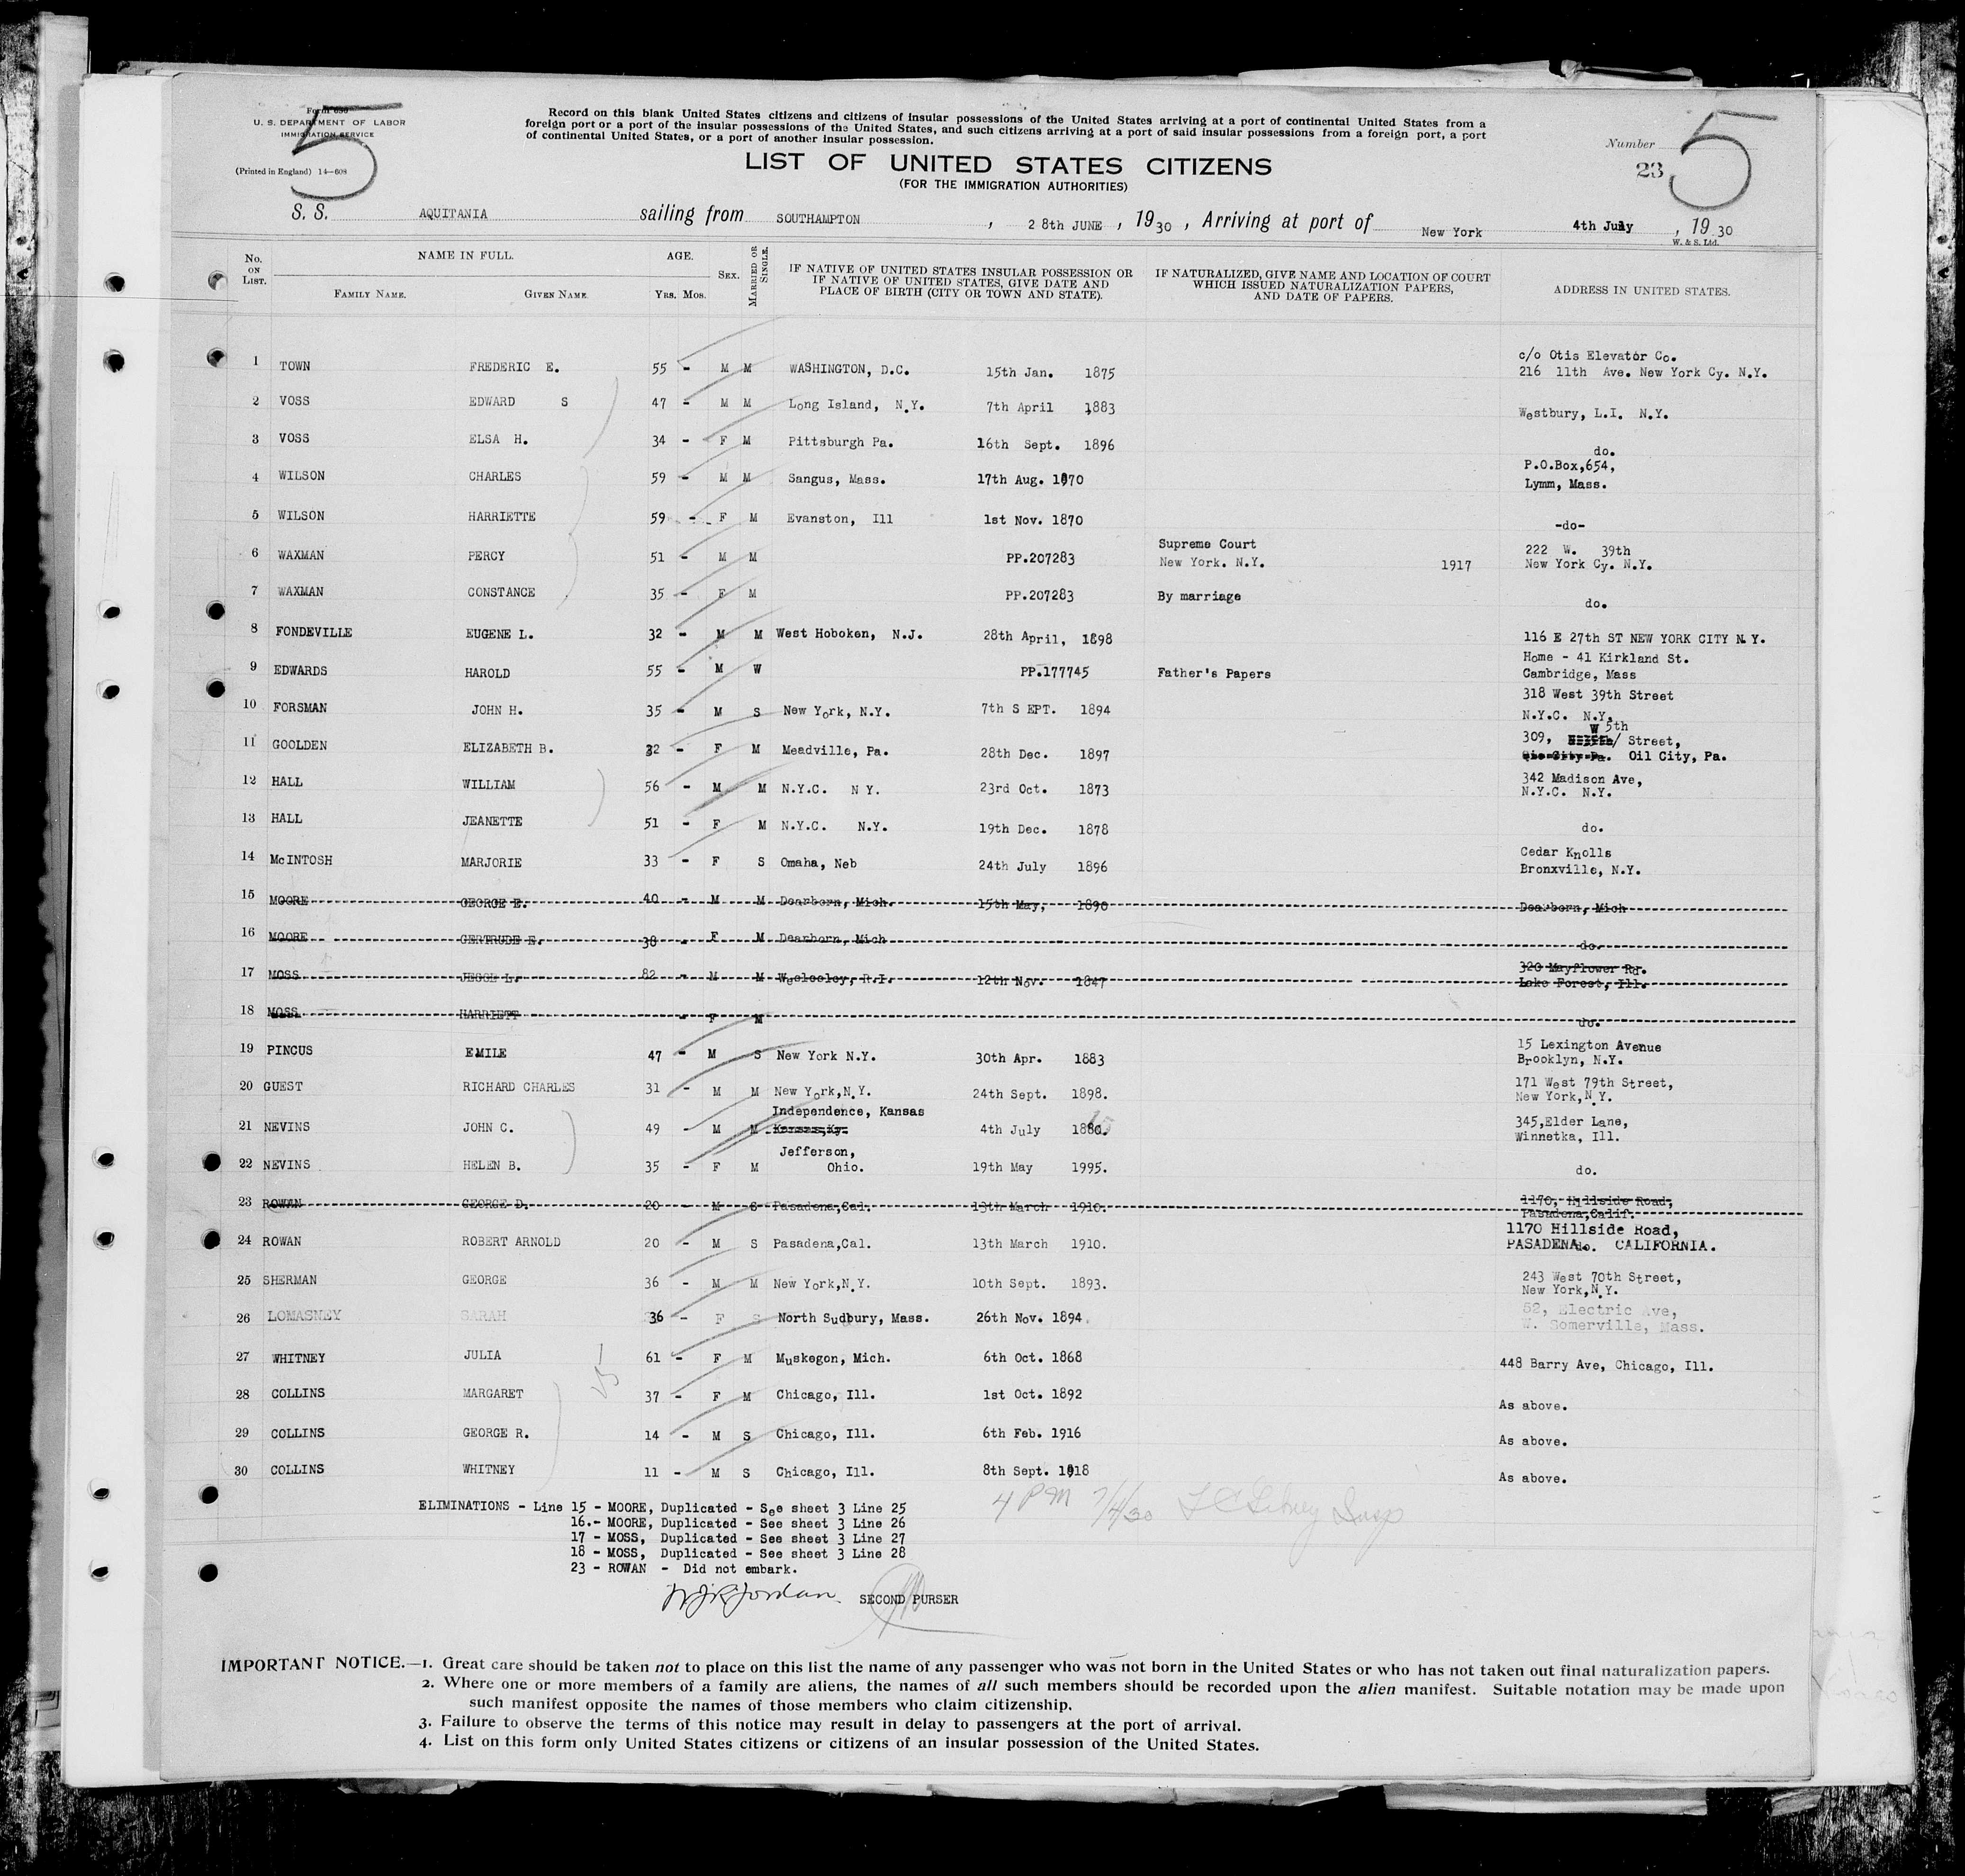 Form 630
U. S. DEPARTMENT OF LABOR
IMMIGRATION SERVICE
(Printed in England) 14—608
5
Record on this blank United States citizens and citizens of insular possessions of the United States arriving at a port of continental United States from a
foreign port or a port of the insular possessions of the United States, and such citizens arriving at a port of said insular possessions from a foreign port, a port
of continental United States, or a port of another insular possession.
LIST OF UNITED STATES CITIZENS
(FOR THE IMMIGRATION AUTHORITIES)
Number
23
5
S. S. AQUITANIA sailing from SOUTHAMPTON , 28th JUNE , 19 30 , Arriving at port of New York 4th July , 19 30
W. & S. Ltd.
No. ON LIST. NAME IN FULL. FAMILY NAME. GIVEN NAME. AGE. Yrs. Mos. SEX. MARRIED OR SINGLE. IF NATIVE OF UNITED STATES INSULAR POSSESSION OR IF NATIVE OF UNITED STATES, GIVE DATE AND PLACE OF BIRTH (CITY OR TOWN AND STATE). IF NATURALIZED, GIVE NAME AND LOCATION OF COURT WHICH ISSUED NATURALIZATION PAPERS, AND DATE OF PAPERS. ADDRESS IN UNITED STATES.
1 TOWN FREDERIC E. 55 - M M WASHINGTON, D.C. 15th Jan. 1875 c/o Otis Elevator Co.
216 11th Ave. New York Cy. N.Y.
2 VOSS EDWARD S 47 - M M Long Island, N.Y. 7th April 1883 Westbury, L.I. N.Y.
3 VOSS ELSA H. 34 - F M Pittsburgh Pa. 16th Sept. 1896 do.
4 WILSON CHARLES 59 - M M Sangus, Mass. 17th Aug. 1870 P.O.Box,654,
Lymm, Mass.
5 WILSON HARRIETTE 59 - F M Evanston, Ill 1st Nov. 1870 -do-
6 WAXMAN PERCY 51 - M M PP.207283 Supreme Court
New York. N.Y. 1917 222 W. 39th
New York Cy. N.Y.
7 WAXMAN CONSTANCE 35 - F M PP.207283 By marriage do.
8 FONDEVILLE EUGENE L. 32 - M M West Hoboken, N.J. 28th April, 1898 116 E 27th ST NEW YORK CITY N.Y.
9 EDWARDS HAROLD 55 - M W PP.177745 Father's Papers Home - 41 Kirkland St.
Cambridge, Mass
10 FORSMAN JOHN H. 35 - M S New York, N.Y. 7th S EPT. 1894 318 West 39th Street
N.Y.C. N.Y.
11 GOOLDEN ELIZABETH B. 32 - F M Meadville, Pa. 28th Dec. 1897 W 5th
309, / Street,
Oil City, Pa.
12 HALL WILLIAM 56 - M M N.Y.C. N Y. 23rd Oct. 1873 342 Madison Ave,
N.Y.C. N.Y.
13 HALL JEANETTE 51 - F M N.Y.C. N.Y. 19th Dec. 1878 do.
14 McINTOSH MARJORIE 33 - F S Omaha, Neb 24th July 1896 Cedar Knolls
Bronxville, N.Y.
15 MOORE GEORGE E. 40 - M M Dearborn, Mich. 15th May, 1890 Dearborn, Mich
16 MOORE GERTRUDE E. 38 - F M Dearborn, Mich do.
17 MOSS JESSE L. 82 - M M Wesleeley, R.I. 12th Nov. 1847 320 Mayflower Rd.
Lake Forest, Ill.
18 MOSS HARRIETT - F M do.
19 PINCUS EMILE 47 - M S New York N.Y. 30th Apr. 1883 15 Lexington Avenue
Brooklyn, N.Y.
20 GUEST RICHARD CHARLES 31 - M M New York,N.Y. 24th Sept. 1898. 171 West 79th Street,
New York,N.Y.
Independence, Kansas
21 NEVINS JOHN C. 49 - M M Kansas,Ky. 4th July 1880. 345,Elder Lane,
Winnetka, Ill.
22 NEVINS HELEN B. 35 - F M Jefferson,
Ohio. 19th May 1995. do.
23 ROWAN GEORGE D. 20 - M S Pasadena,Cal. 13th March 1910. 1170, Hillside Road,
Pasadena,Calif.
24 ROWAN ROBERT ARNOLD 20 - M S Pasadena,Cal. 13th March 1910. 1170 Hillside Road,
PASADENA. do. CALIFORNIA.
25 SHERMAN GEORGE 36 - M M New York,N.Y. 10th Sept. 1893. 243 West 70th Street,
New York,N.Y.
26 LOMASNEY SARAH 36 - F S North Sudbury, Mass. 26th Nov. 1894. 52, Electric Ave,
W. Somerville, Mass.
27 WHITNEY JULIA 61 - F M Muskegon, Mich. 6th Oct. 1868 448 Barry Ave, Chicago, Ill.
28 COLLINS MARGARET 37 - F M Chicago, Ill. 1st Oct. 1892 As above.
29 COLLINS GEORGE R. 14 - M S Chicago, Ill. 6th Feb. 1916 As above.
30 COLLINS WHITNEY 11 - M S Chicago, Ill. 8th Sept. 1918 As above.
4 PM 7/4/30
ELIMINATIONS - Line 15 - MOORE, Duplicated - See sheet 3 Line 25
16.- MOORE, Duplicated - See sheet 3 Line 26
17 - MOSS, Duplicated - See sheet 3 Line 27
18 - MOSS, Duplicated - See sheet 3 Line 28
23 - ROWAN - Did not embark.
Jordan. SECOND PURSER
IMPORTANT NOTICE.—1. Great care should be taken not to place on this list the name of any passenger who was not born in the United States or who has not taken out final naturalization papers.
2. Where one or more members of a family are aliens, the names of all such members should be recorded upon the alien manifest. Suitable notation may be made upon
such manifest opposite the names of those members who claim citizenship.
3. Failure to observe the terms of this notice may result in delay to passengers at the port of arrival.
4. List on this form only United States citizens or citizens of an insular possession of the United States.